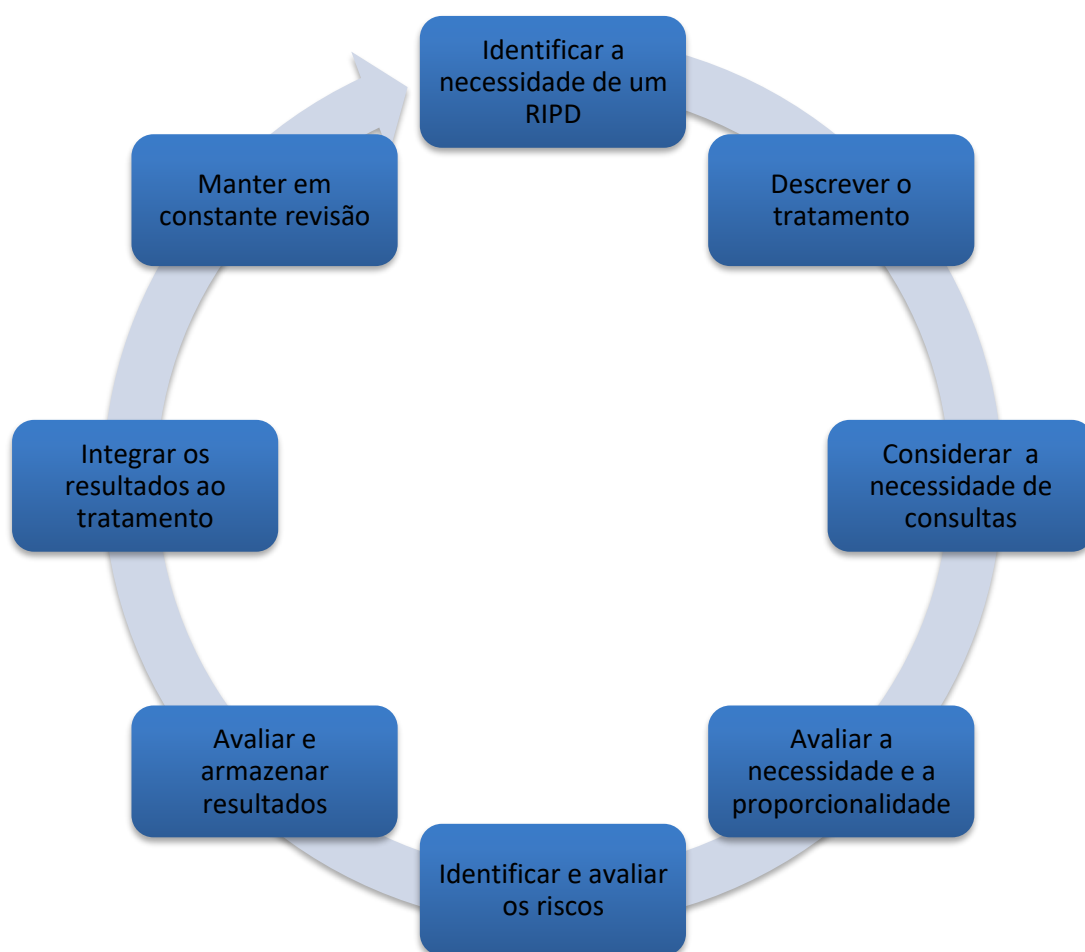 Identificar a
necessidade de um
RIPD
Descrever o
tratamento
Considerar  a
necessidade de
consultas
Avaliar a
necessidade e a
proporcionalidade
Identificar e avaliar
os riscos
Avaliar e
armazenar
resultados
Integrar os
resultados ao
tratamento
Manter em
constante revisão